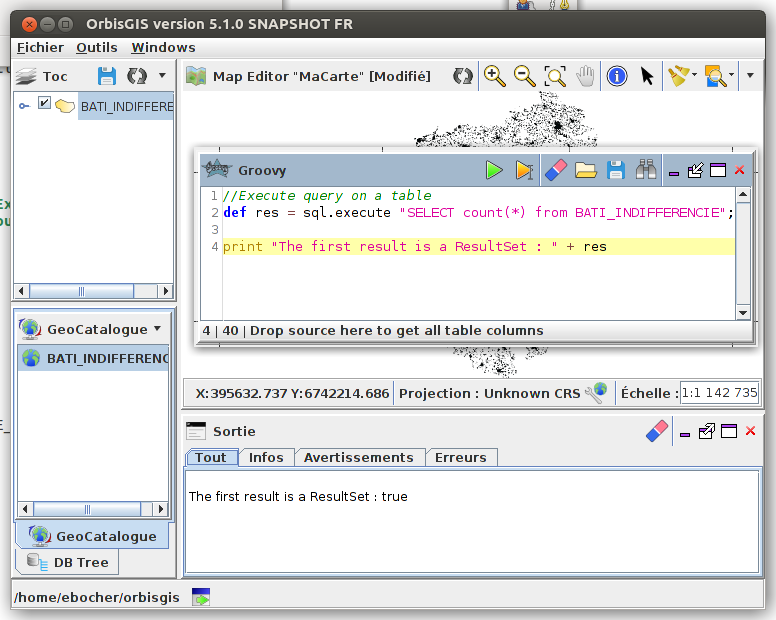 OrbisGIS version 5.1.0 SNAPSHOT FR
Fichier Outils Windows
Toc
Map Editor "MaCarte" [Modifié]
BATI_INDIFFERE
Groovy
1 //Execute query on a table
2 def res = sql.execute "SELECT count(*) from BATI_INDIFFERENCIE";
3
4 print "The first result is a ResultSet : " + res
4 | 40 | Drop source here to get all table columns
GeoCatalogue
BATI_INDIFFERENC
X:395632.737 Y:6742214.686 Projection : Unknown CRS Échelle : 1:1 142 735
Sortie
Tout Infos Avertissements Erreurs
The first result is a ResultSet : true
GeoCatalogue
DB Tree
/home/ebocher/orbisgis